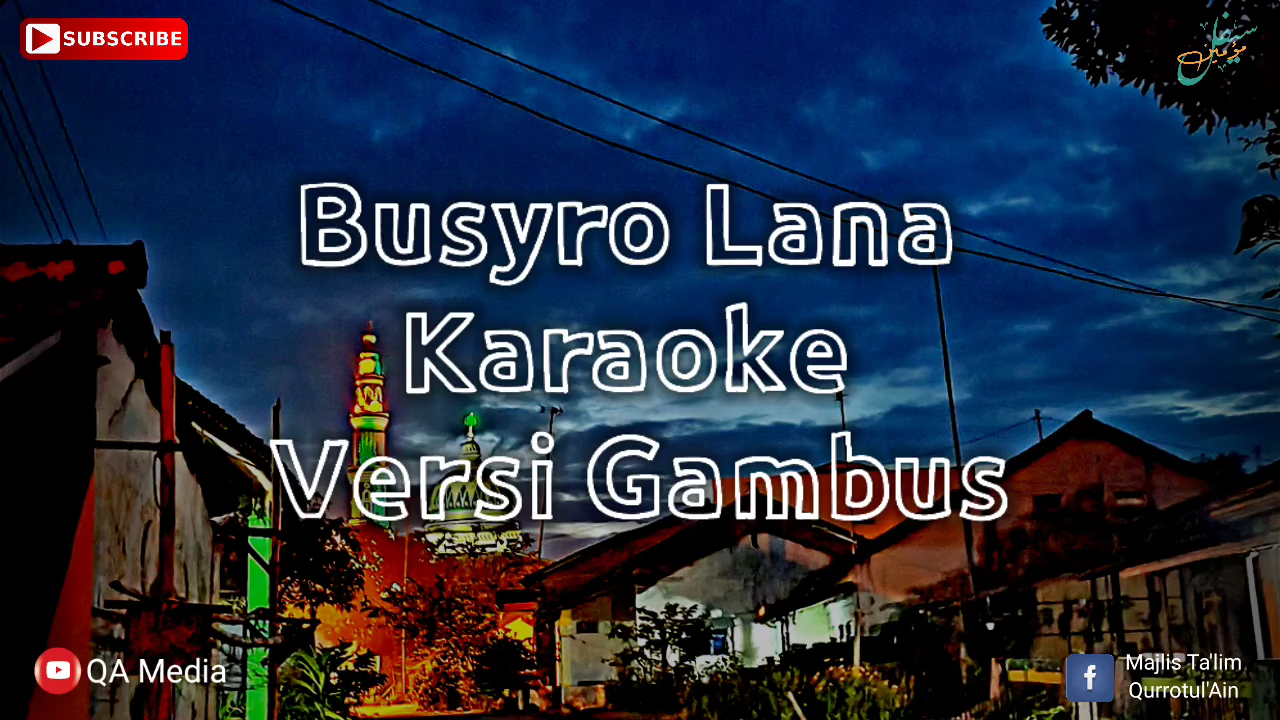 SUBSCRIBE
Busyro Lana
Karaoke
Versi Gambus
QA Media
f
Majlis Ta'lim
Qurrotul'Ain